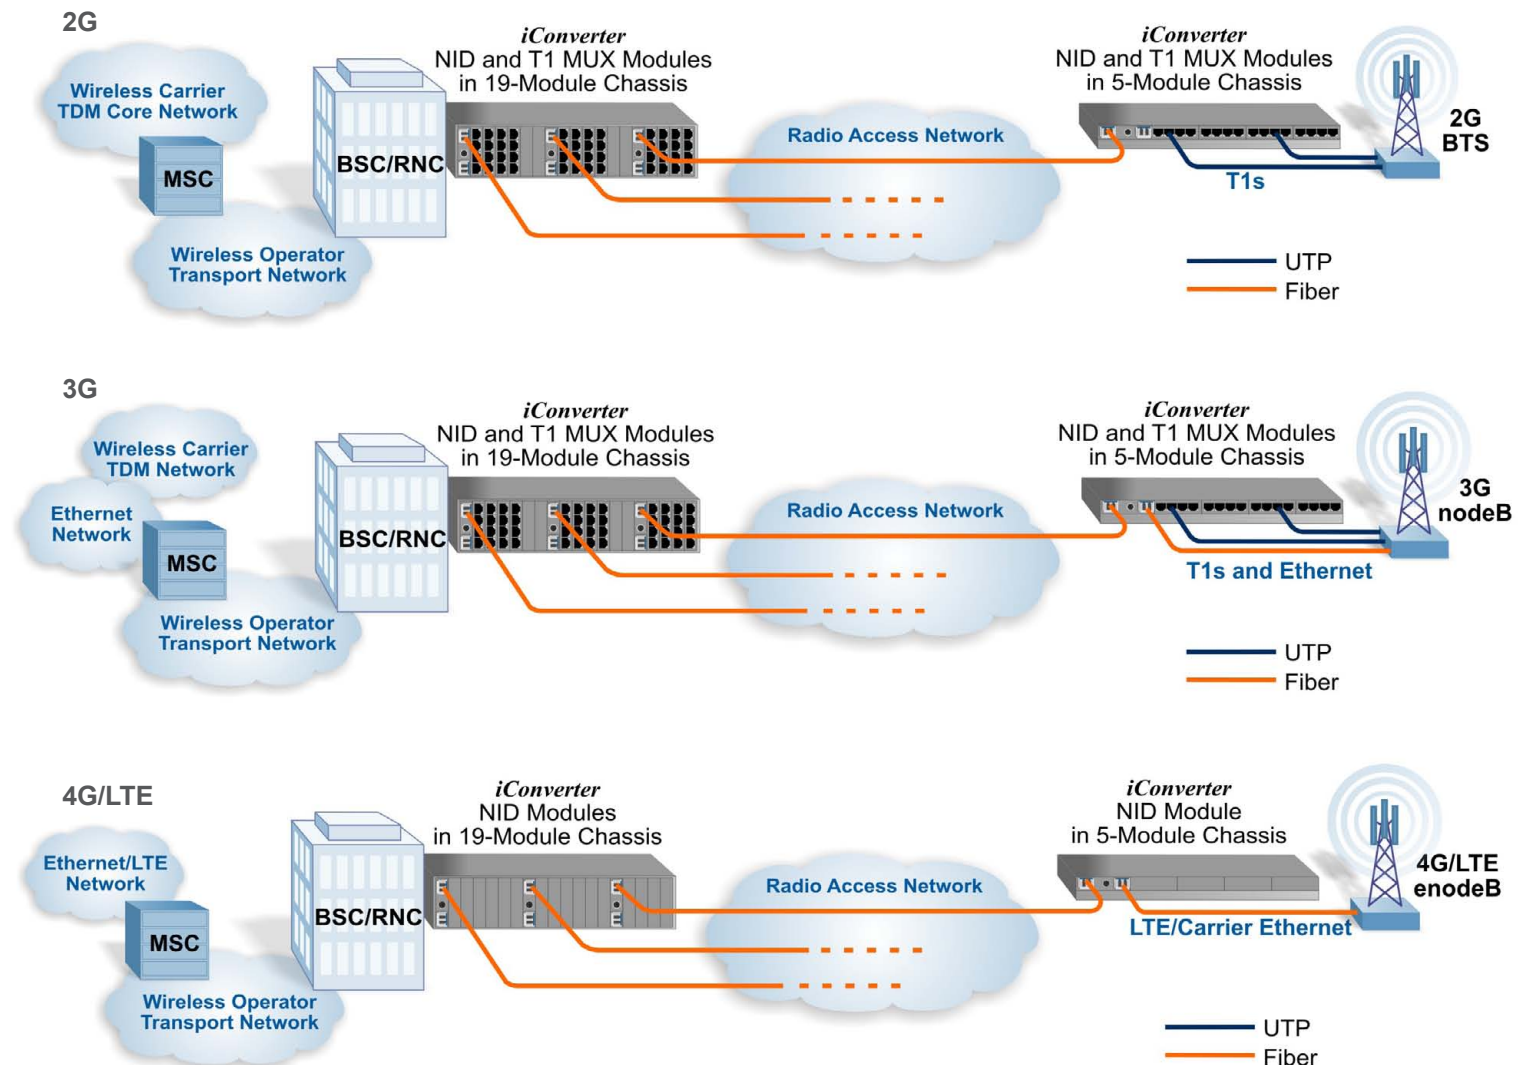 2G
iConverter
NID and T1 MUX Modules
in 19-Module Chassis
iConverter
NID and T1 MUX Modules
in 5-Module Chassis
Wireless Carrier
TDM Core Network
MSC
BSC/RNC
Radio Access Network
2G
BTS
T1s
Wireless Operator
Transport Network
UTP
Fiber
3G
iConverter
NID and T1 MUX Modules
in 19-Module Chassis
iConverter
NID and T1 MUX Modules
in 5-Module Chassis
Wireless Carrier
TDM Network
Ethernet
Network
MSC
BSC/RNC
Radio Access Network
3G
nodeB
T1s and Ethernet
Wireless Operator
Transport Network
UTP
Fiber
4G/LTE
iConverter
NID Modules
in 19-Module Chassis
iConverter
NID Module
in 5-Module Chassis
Ethernet/LTE
Network
MSC
BSC/RNC
Radio Access Network
4G/LTE
enodeB
LTE/Carrier Ethernet
Wireless Operator
Transport Network
UTP
Fiber